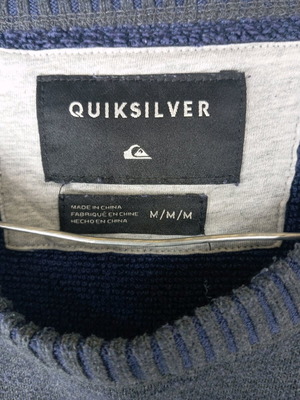 QUIKSILVER
MADE IN CHINA
FABRIQUÉ EN CHINE
HECHO EN CHINA
M/M/M